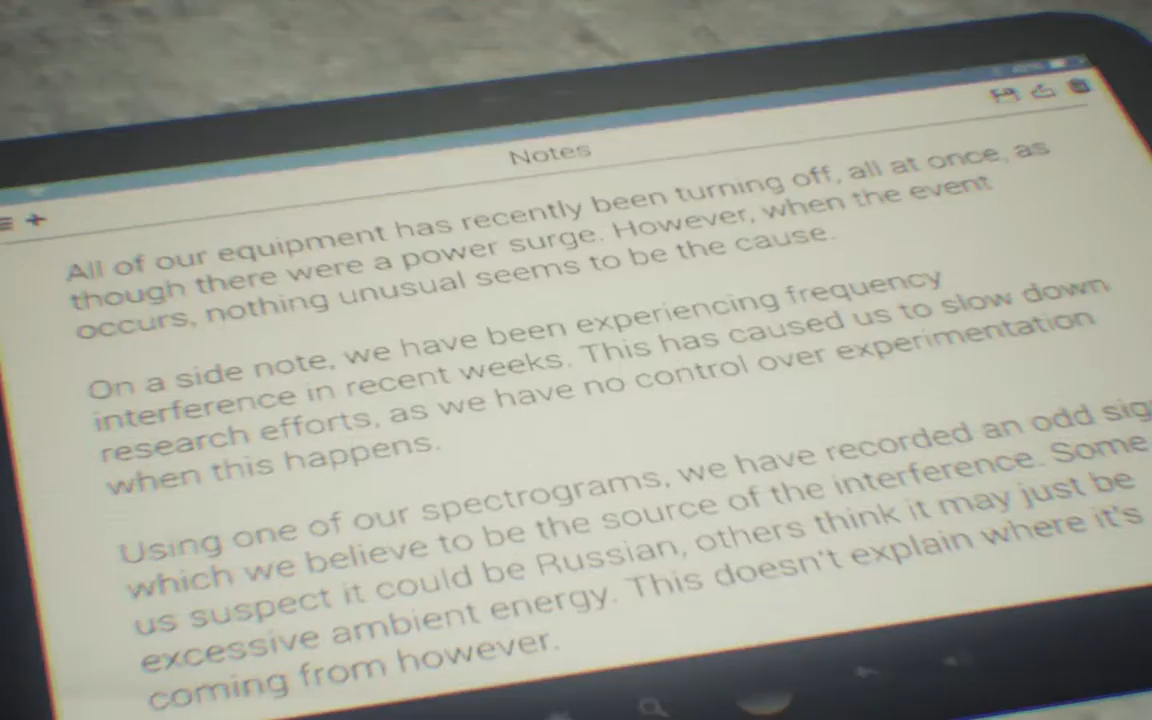 Notes
All of our equipment has recently been turning off, all at once, as
though there were a power surge. However, when the event
occurs, nothing unusual seems to be the cause.
On a side note, we have been experiencing frequency
interference in recent weeks. This has caused us to slow down
research efforts, as we have no control over experimentation
when this happens.
Using one of our spectrograms, we have recorded an odd sig
which we believe to be the source of the interference. Some
us suspect it could be Russian, others think it may just be
excessive ambient energy. This doesn't explain where it's
coming from however.